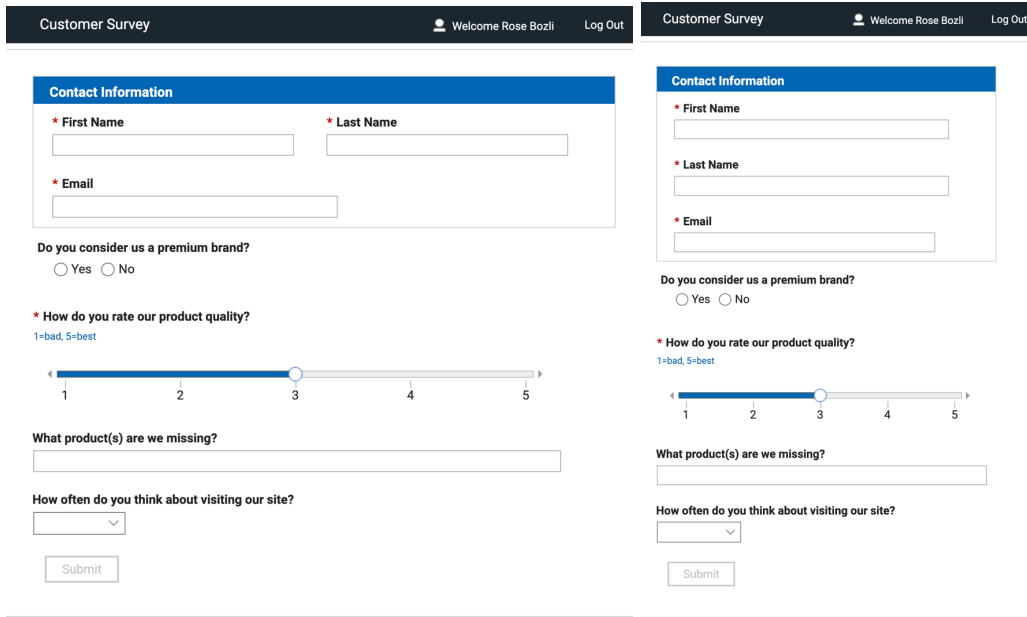 Customer Survey Welcome Rose Bozli Log Out
Contact Information
* First Name * Last Name
* Email
Do you consider us a premium brand?
Yes No
* How do you rate our product quality?
1=bad, 5=best
1 2 3 4 5
What product(s) are we missing?
How often do you think about visiting our site?
Submit
Customer Survey Welcome Rose Bozli Log Out
Contact Information
* First Name
* Last Name
* Email
Do you consider us a premium brand?
Yes No
* How do you rate our product quality?
1=bad, 5=best
1 2 3 4 5
What product(s) are we missing?
How often do you think about visiting our site?
Submit